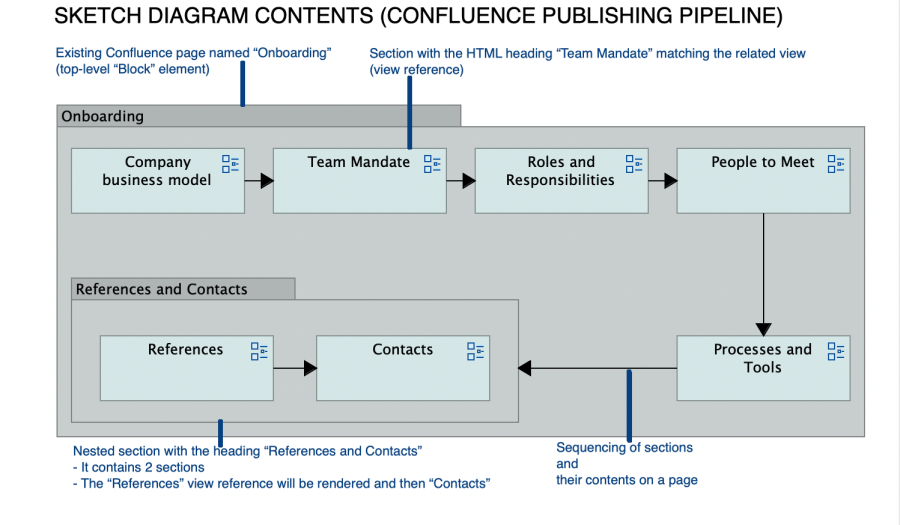 SKETCH DIAGRAM CONTENTS (CONFLUENCE PUBLISHING PIPELINE)
Existing Confluence page named “Onboarding”
(top-level “Block” element)
Section with the HTML heading “Team Mandate” matching the related view
(view reference)
Onboarding
Company
business model
Team Mandate
Roles and
Responsibilities
People to Meet
References and Contacts
References
Contacts
Processes and
Tools
Nested section with the heading “References and Contacts”
- It contains 2 sections
- The “References” view reference will be rendered and then “Contacts”
Sequencing of sections
and
their contents on a page